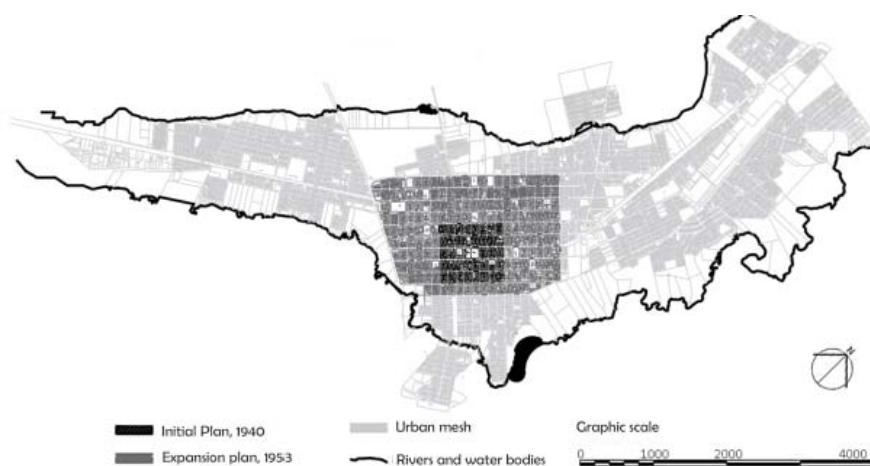 N
Initial Plan, 1940
Expansion plan, 1953
Urban mesh
Rivers and water bodies
Graphic scale
0 1000 2000 4000